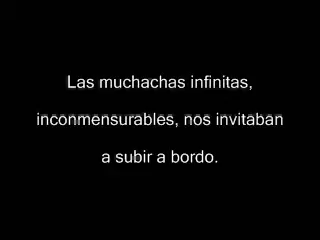 Las muchachas infinitas,
inconmensurables, nos invitaban
a subir a bordo.